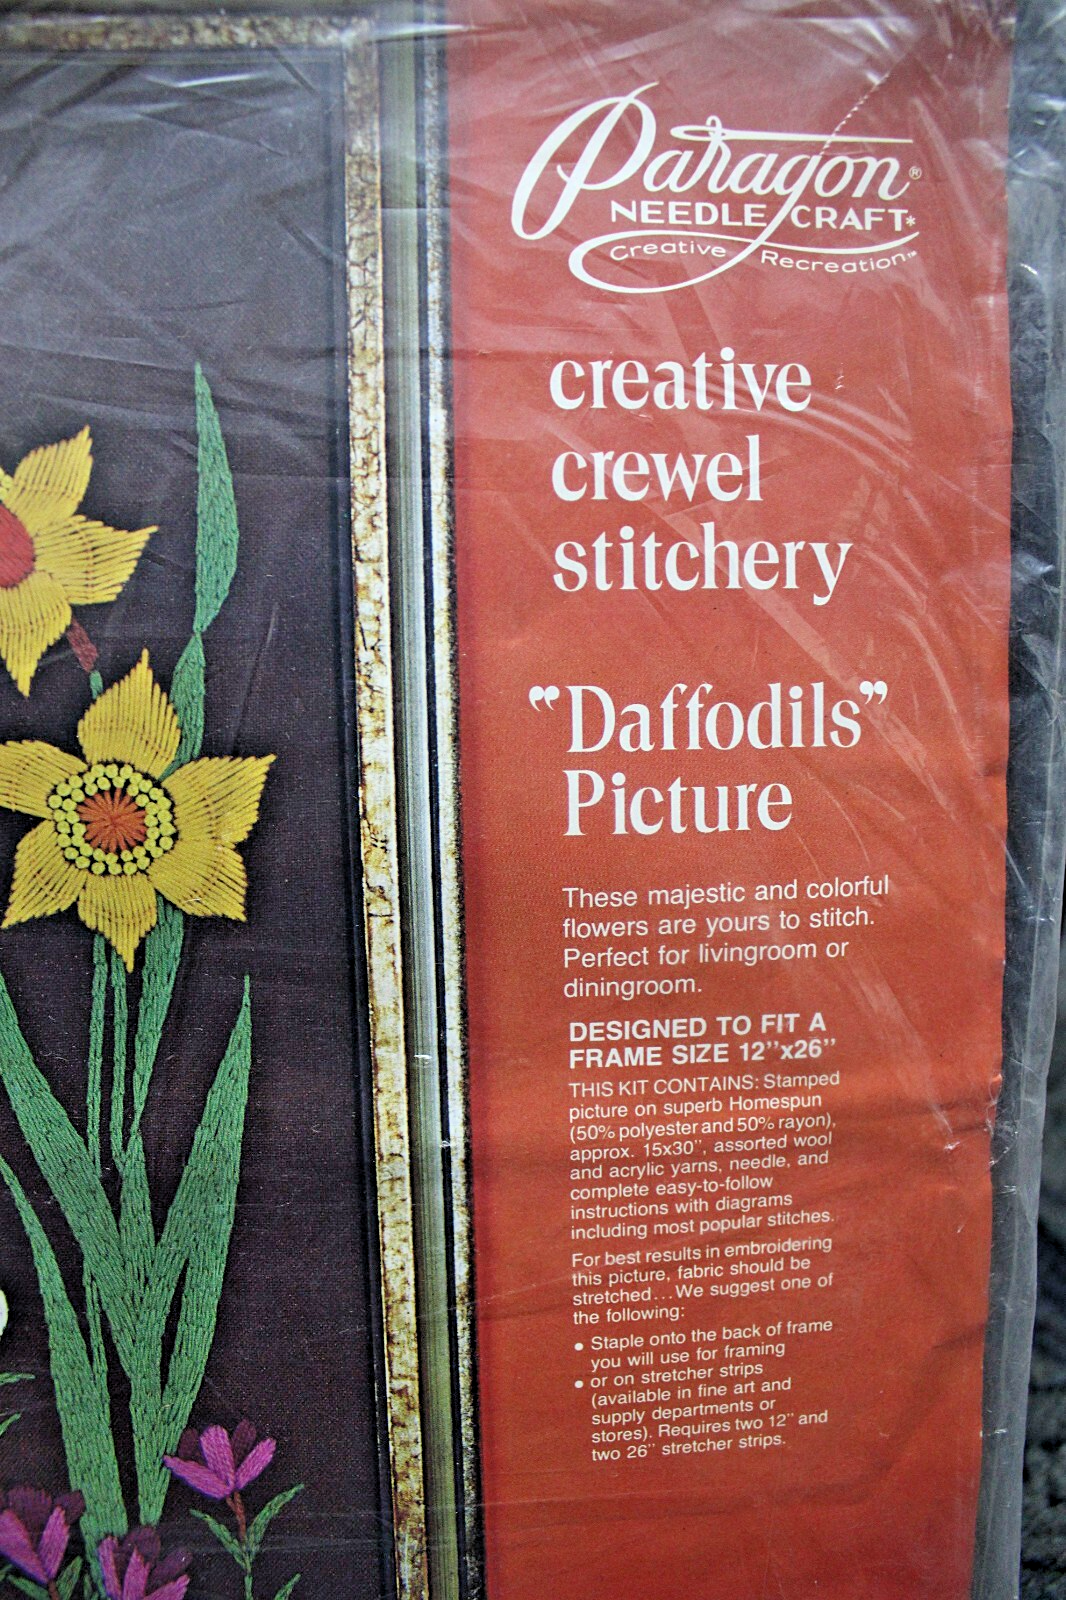 Paragon®
NEEDLECRAFT*
Creative Recreation™
creative
crewel
stitchery
"Daffodils"
Picture
These majestic and colorful
flowers are yours to stitch.
Perfect for livingroom or
diningroom.
DESIGNED TO FIT A
FRAME SIZE 12"x26"
THIS KIT CONTAINS: Stamped
picture on superb Homespun
(50% polyester and 50% rayon),
approx. 15x30", assorted wool
and acrylic yarns, needle, and
complete easy-to-follow
instructions with diagrams
including most popular stitches.
For best results in embroidering
this picture, fabric should be
stretched...We suggest one of
the following:
• Staple onto the back of frame
you will use for framing
• or on stretcher strips
(available in fine art and
supply departments or
stores). Requires two 12" and
two 26" stretcher strips.